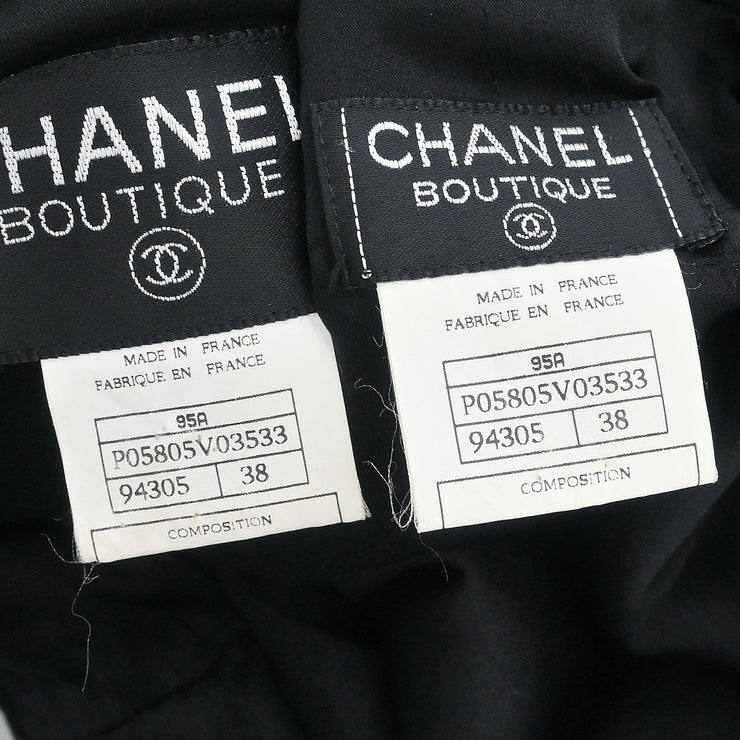 HANEL
BOUTIQUE
MADE IN FRANCE
FABRIQUE EN FRANCE
95A
P05805V03533
94305 38
COMPOSITION
CHANEL
BOUTIQUE
MADE IN FRANCE
FABRIQUE EN FRANCE
95A
P05805V03533
94305 38
COMPOSITION